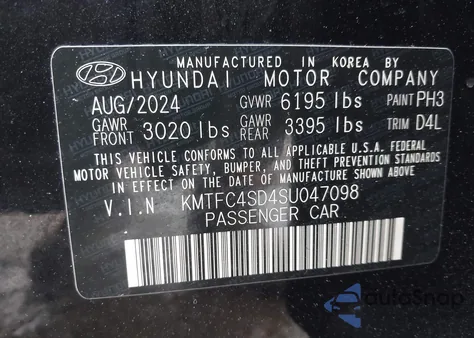 MANUFACTURED IN KOREA BY
HYUNDAI MOTOR COMPANY
AUG/2024 GVWR 6195 lbs PAINT PH3
GAWR FRONT 3020 lbs GAWR REAR 3395 lbs TRIM D4L
THIS VEHICLE CONFORMS TO ALL APPLICABLE U.S.A. FEDERAL
MOTOR VEHICLE SAFETY, BUMPER, AND THEFT PREVENTION
STANDARDS IN EFFECT ON THE DATE OF MANUFACTURE SHOWN ABOVE.
V.I.N KMTFC4SD4SU047098
PASSENGER CAR
autoSnap